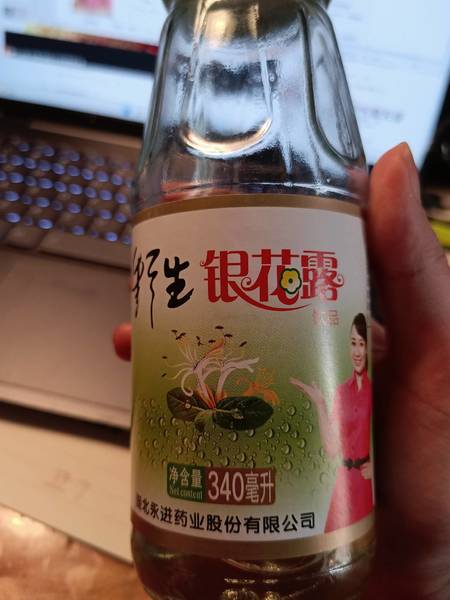 野生 银花露
饮品
净含量 340毫升
Net content
湖北永进药业股份有限公司